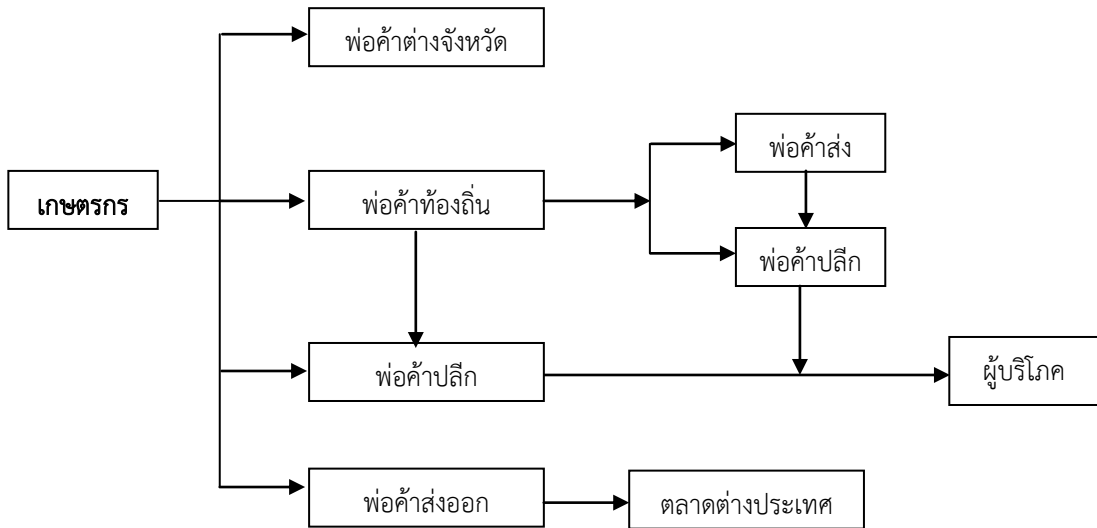 พ่อค้าต่างจังหวัด
พ่อค้าส่ง
เกษตรกร
พ่อค้าท้องถิ่น
พ่อค้าปลีก
พ่อค้าปลีก
ผู้บริโภค
พ่อค้าส่งออก
ตลาดต่างประเทศ